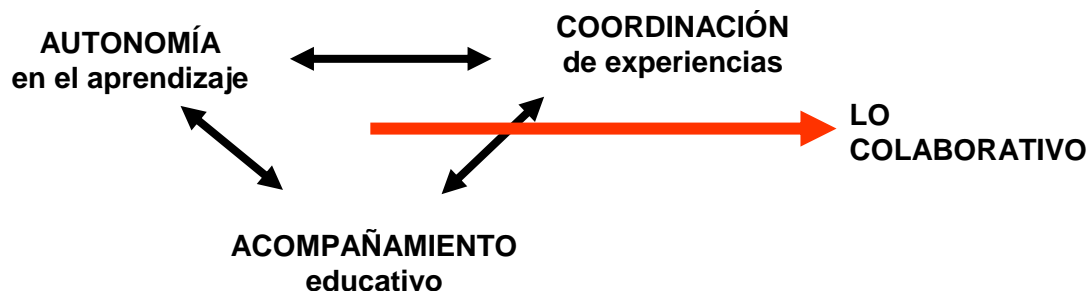 AUTONOMÍA
en el aprendizaje
COORDINACIÓN
de experiencias
LO
COLABORATIVO
ACOMPAÑAMIENTO
educativo